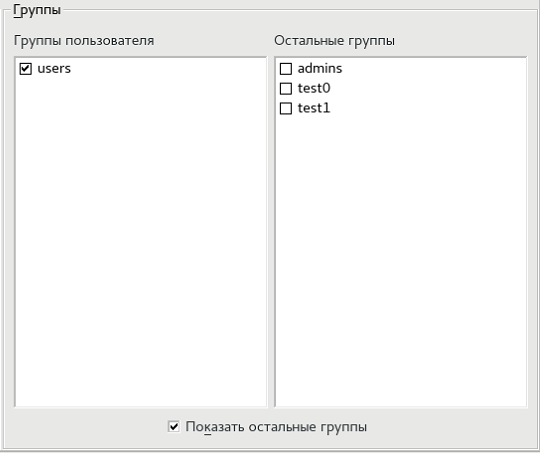 Группы
Группы пользователя
Остальные группы
users
admins
test0
test1
Показать остальные группы